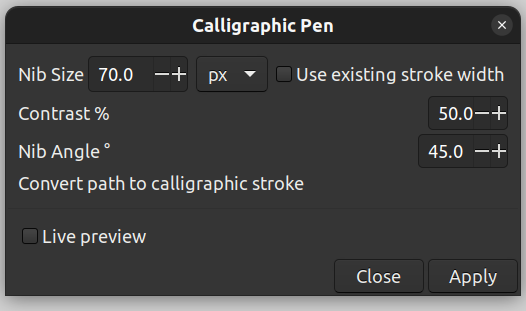 Calligraphic Pen
Nib Size 70.0 px Use existing stroke width
Contrast % 50.0
Nib Angle ° 45.0
Convert path to calligraphic stroke
Live preview
Close Apply